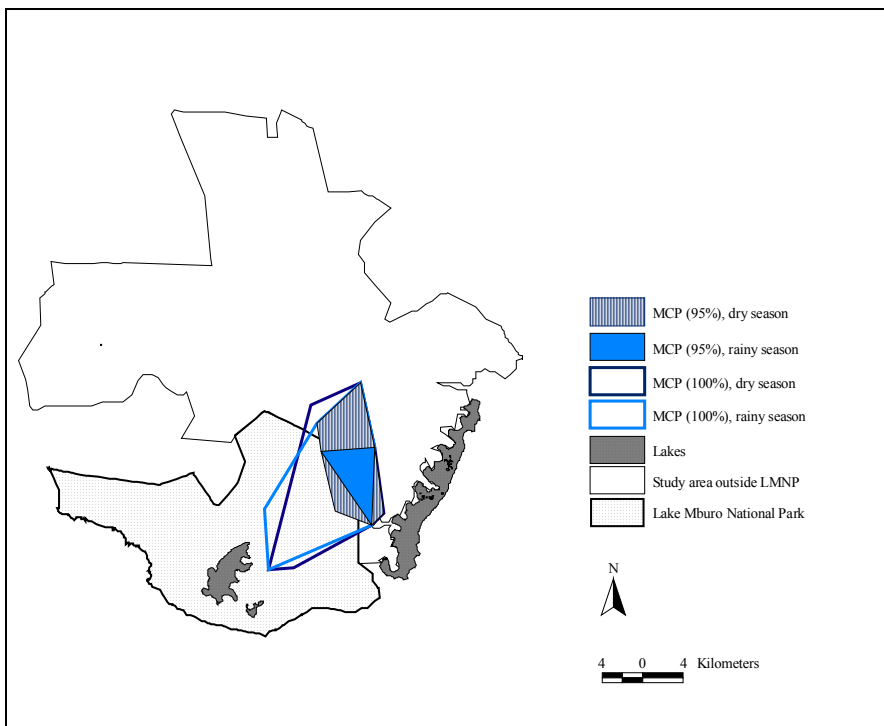 MCP (95%), dry season
MCP (95%), rainy season
MCP (100%), dry season
MCP (100%), rainy season
Lakes
Study area outside LMNP
Lake Mburo National Park
N
4 0 4 Kilometers